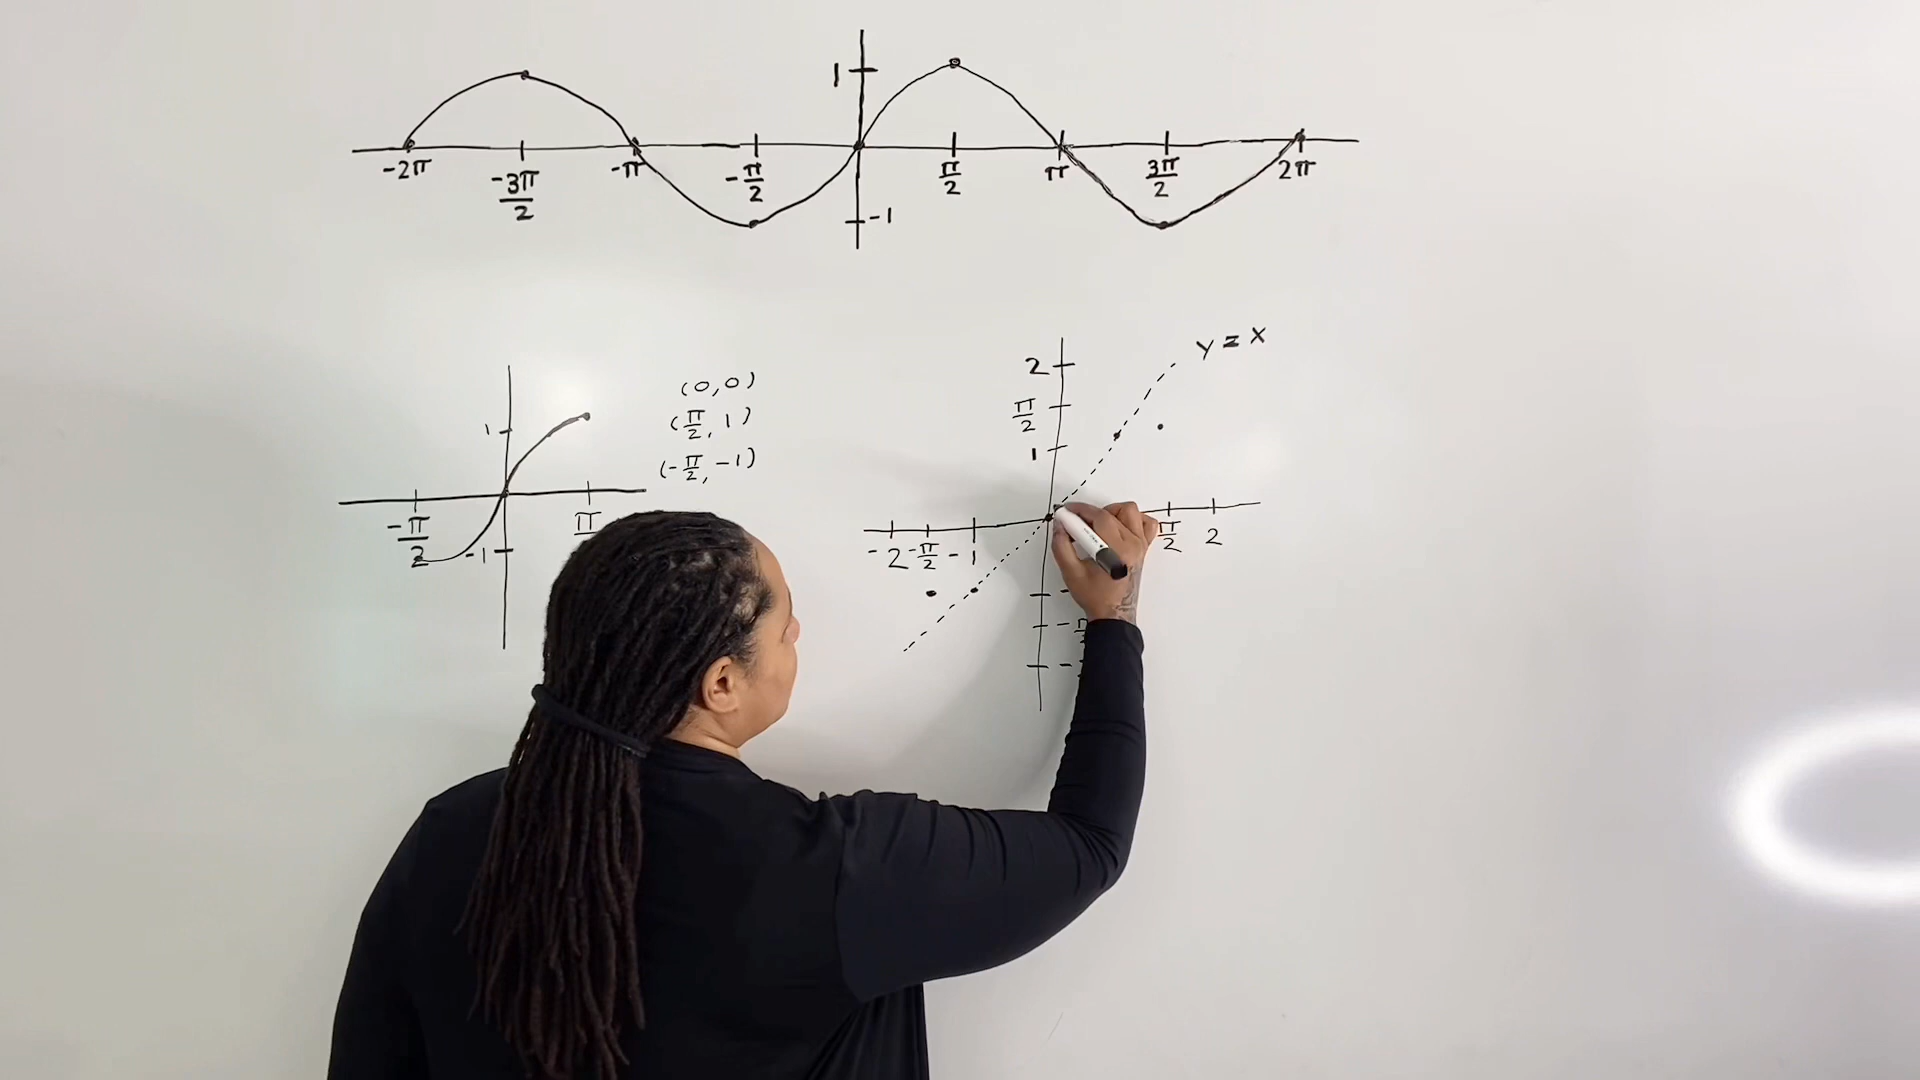 1
-2π -3π/2 -π -π/2 π/2 π 3π/2 2π
-1
1
-π/2 π
-1
(0,0)
(π/2, 1)
(-π/2, -1)
y = x
2
π/2
1
-2 -π/2 -1 π/2 2